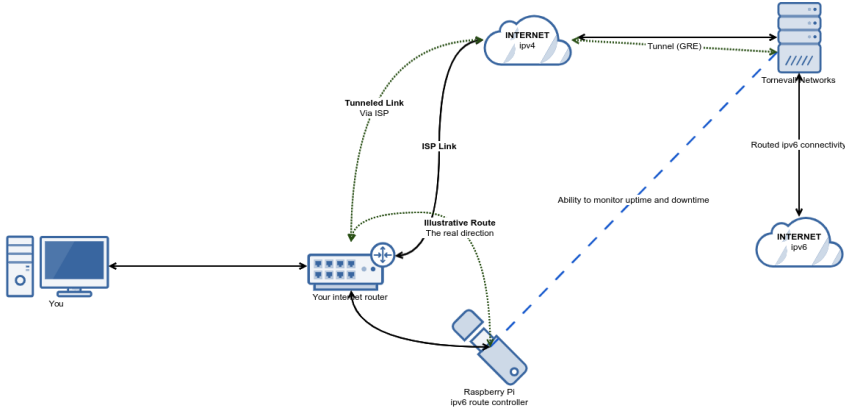 INTERNET
ipv4
Tunnel (GRE)
Tornevall Networks
Tunneled Link
Via ISP
ISP Link
Routed ipv6 connectivity
Ability to monitor uptime and downtime
Illustrative Route
The real direction
INTERNET
ipv6
You
Your internet router
Raspberry Pi
ipv6 route controller